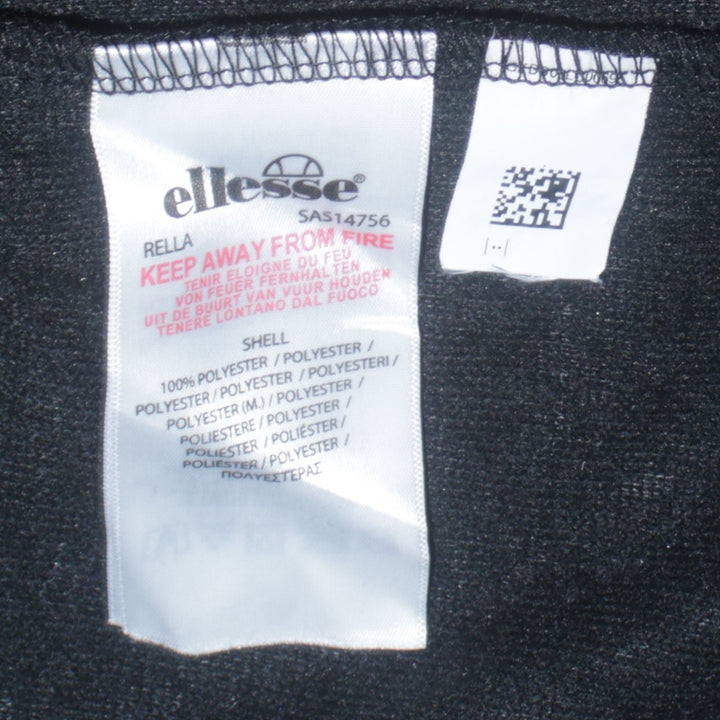 ellesse®
SAS14756
RELLA
KEEP AWAY FROM FIRE
TENIR ELOIGNE DU FEU
VON FEUER FERNHALTEN
UIT DE BUURT VAN VUUR HOUDEN
TENERE LONTANO DAL FUOCO
SHELL
100% POLYESTER / POLYESTER /
POLYESTER / POLYESTER / POLYESTERI /
POLYESTER (M.) / POLYESTER /
POLIESTERE / POLYESTER /
POLIESTER / POLIÉSTER /
POLIÉSTER / POLYESTER /
ΠΟΛΥΕΣΤΕΡΑΣ